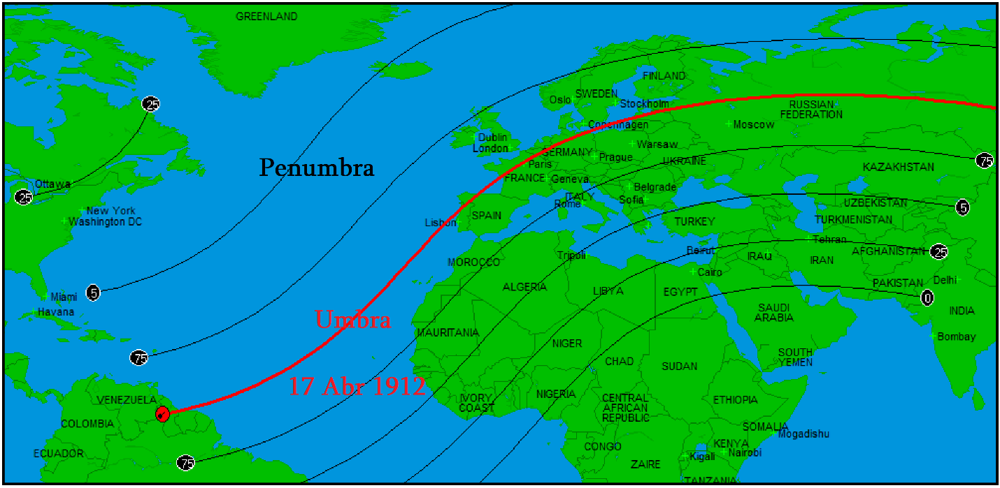 GREENLAND
FINLAND
Oslo
SWEDEN
Stockholm
25
RUSSIAN
FEDERATION
Copenhagen
Moscow
Dublin
London
Warsaw
GERMANY
Prague
UKRAINE
75
Penumbra
Paris
FRANCE
Geneva
KAZAKHSTAN
Ottawa
25
Belgrade
ITALY
Rome
Sofia
UZBEKISTAN
5
New York
Washington DC
Lisbon
SPAIN
TURKEY
TURKMENISTAN
Tehran
Beirut
Tripoli
IRAQ
IRAN
AFGHANISTAN
25
MOROCCO
Cairo
Delhi
ALGERIA
LIBYA
EGYPT
PAKISTAN
5
Miami
Havana
0
INDIA
SAUDI
ARABIA
Umbra
MAURITANIA
NIGER
Bombay
75
CHAD
SUDAN
SOUTH
YEMEN
17 Abr 1912
VENEZUELA
IVORY
COAST
NIGERIA
CENTRAL
AFRICAN
REPUBLIC
ETHIOPIA
COLOMBIA
SOMALIA
Mogadishu
ECUADOR
75
CONGO
KENYA
Nairobi
Kigali
ZAIRE
TANZANIA